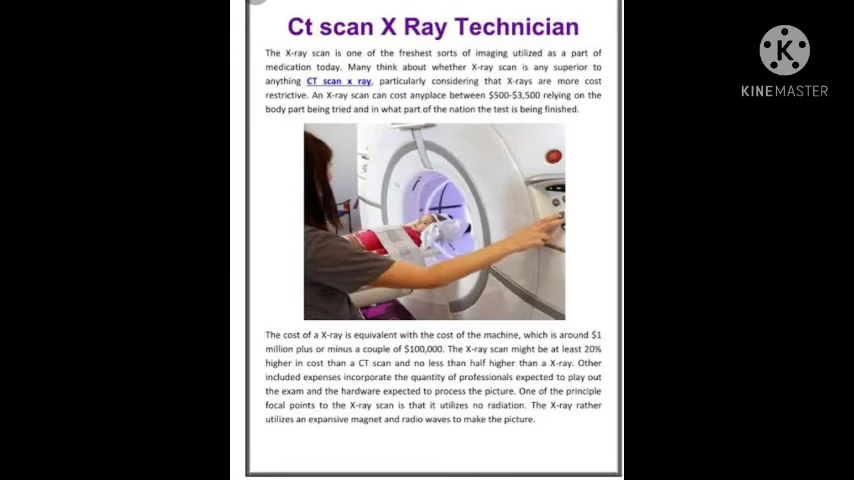 Ct scan X Ray Technician
The X-ray scan is one of the freshest sorts of imaging utilized as a part of
medication today. Many think about whether X-ray scan is any superior to
anything CT scan x ray, particularly considering that X-rays are more cost
restrictive. An X-ray scan can cost anyplace between $500-$3,500 relying on the
body part being tried and in what part of the nation the test is being finished.
The cost of a X-ray is equivalent with the cost of the machine, which is around $1
million plus or minus a couple of $100,000. The X-ray scan might be at least 20%
higher in cost than a CT scan and no less than half higher than a X-ray. Other
included expenses incorporate the quantity of professionals expected to play out
the exam and the hardware expected to process the picture. One of the principle
focal points to the X-ray scan is that it utilizes no radiation. The X-ray rather
utilizes an expansive magnet and radio waves to make the picture.
K
KINEMASTER